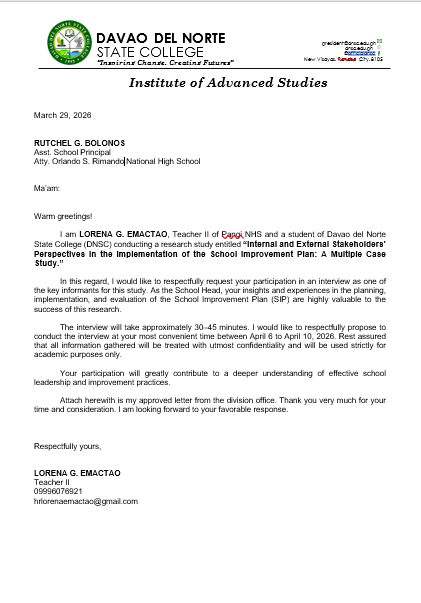 DAVAO DEL NORTE
STATE COLLEGE
"Inspiring Change, Creating Futures"
president@dnsc.edu.ph
dnsc.edu.ph
New Visayas, Panabo City, 8105
Institute of Advanced Studies
March 29, 2026
RUTCHEL G. BOLONOS
Asst. School Principal
Atty. Orlando S. Rimando National High School
Ma'am:
Warm greetings!
I am LORENA G. EMACTAO, Teacher II of Pangi NHS and a student of Davao del Norte
State College (DNSC) conducting a research study entitled "Internal and External Stakeholders'
Perspectives in the Implementation of the School Improvement Plan: A Multiple Case
Study."
In this regard, I would like to respectfully request your participation in an interview as one of
the key informants for this study. As the School Head, your insights and experiences in the planning,
implementation, and evaluation of the School Improvement Plan (SIP) are highly valuable to the
success of this research.
The interview will take approximately 30–45 minutes. I would like to respectfully propose to
conduct the interview at your most convenient time between April 6 to April 10, 2026. Rest assured
that all information gathered will be treated with utmost confidentiality and will be used strictly for
academic purposes only.
Your participation will greatly contribute to a deeper understanding of effective school
leadership and improvement practices.
Attach herewith is my approved letter from the division office. Thank you very much for your
time and consideration. I am looking forward to your favorable response.
Respectfully yours,
LORENA G. EMACTAO
Teacher II
09996076921
hrlorenaemactao@gmail.com